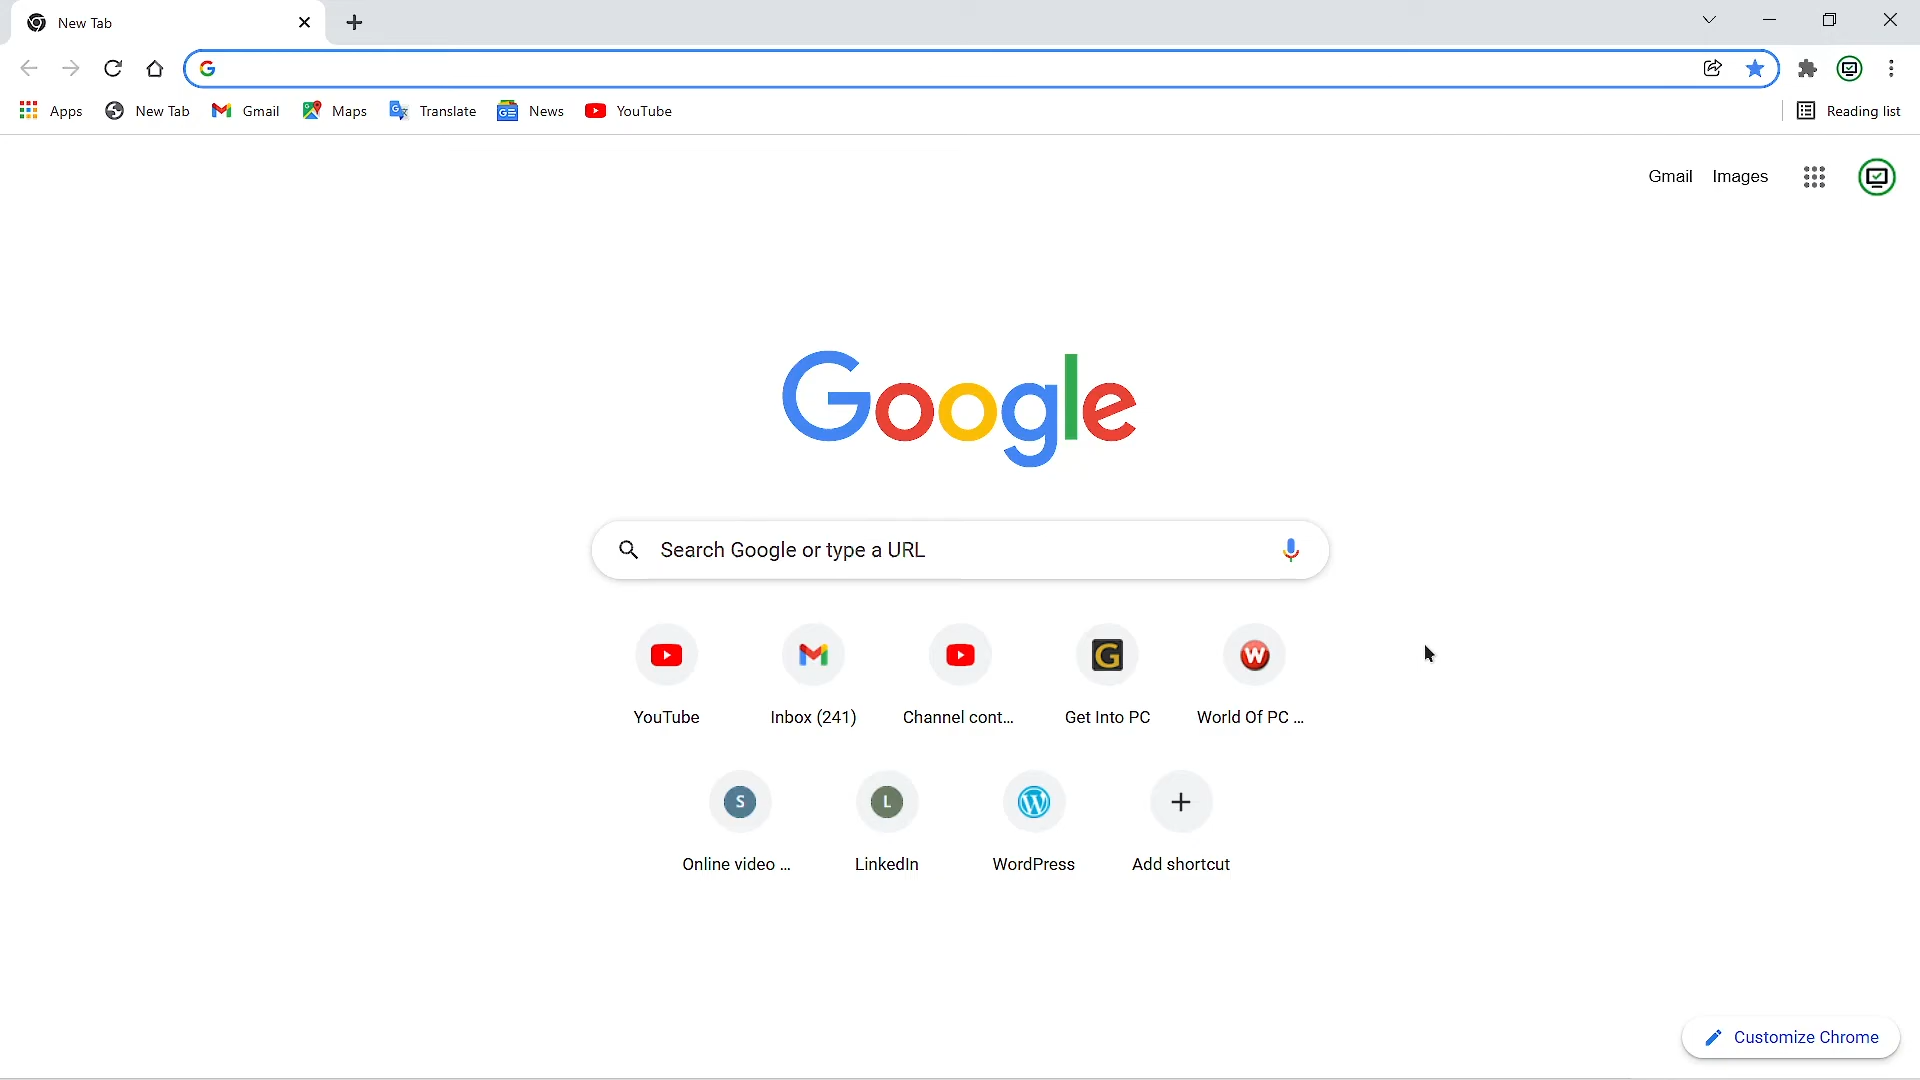 New Tab
Apps New Tab Gmail Maps Translate News YouTube Reading list
Gmail Images
Google
Search Google or type a URL
YouTube Inbox (241) Channel cont... Get Into PC World Of PC ...
S L
Online video ... LinkedIn WordPress Add shortcut
Customize Chrome